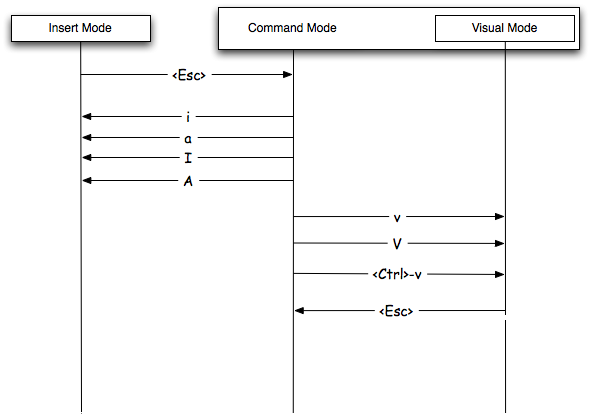 Insert Mode
Command Mode
Visual Mode
<Esc>
i
a
I
A
v
V
<Ctrl>-v
<Esc>